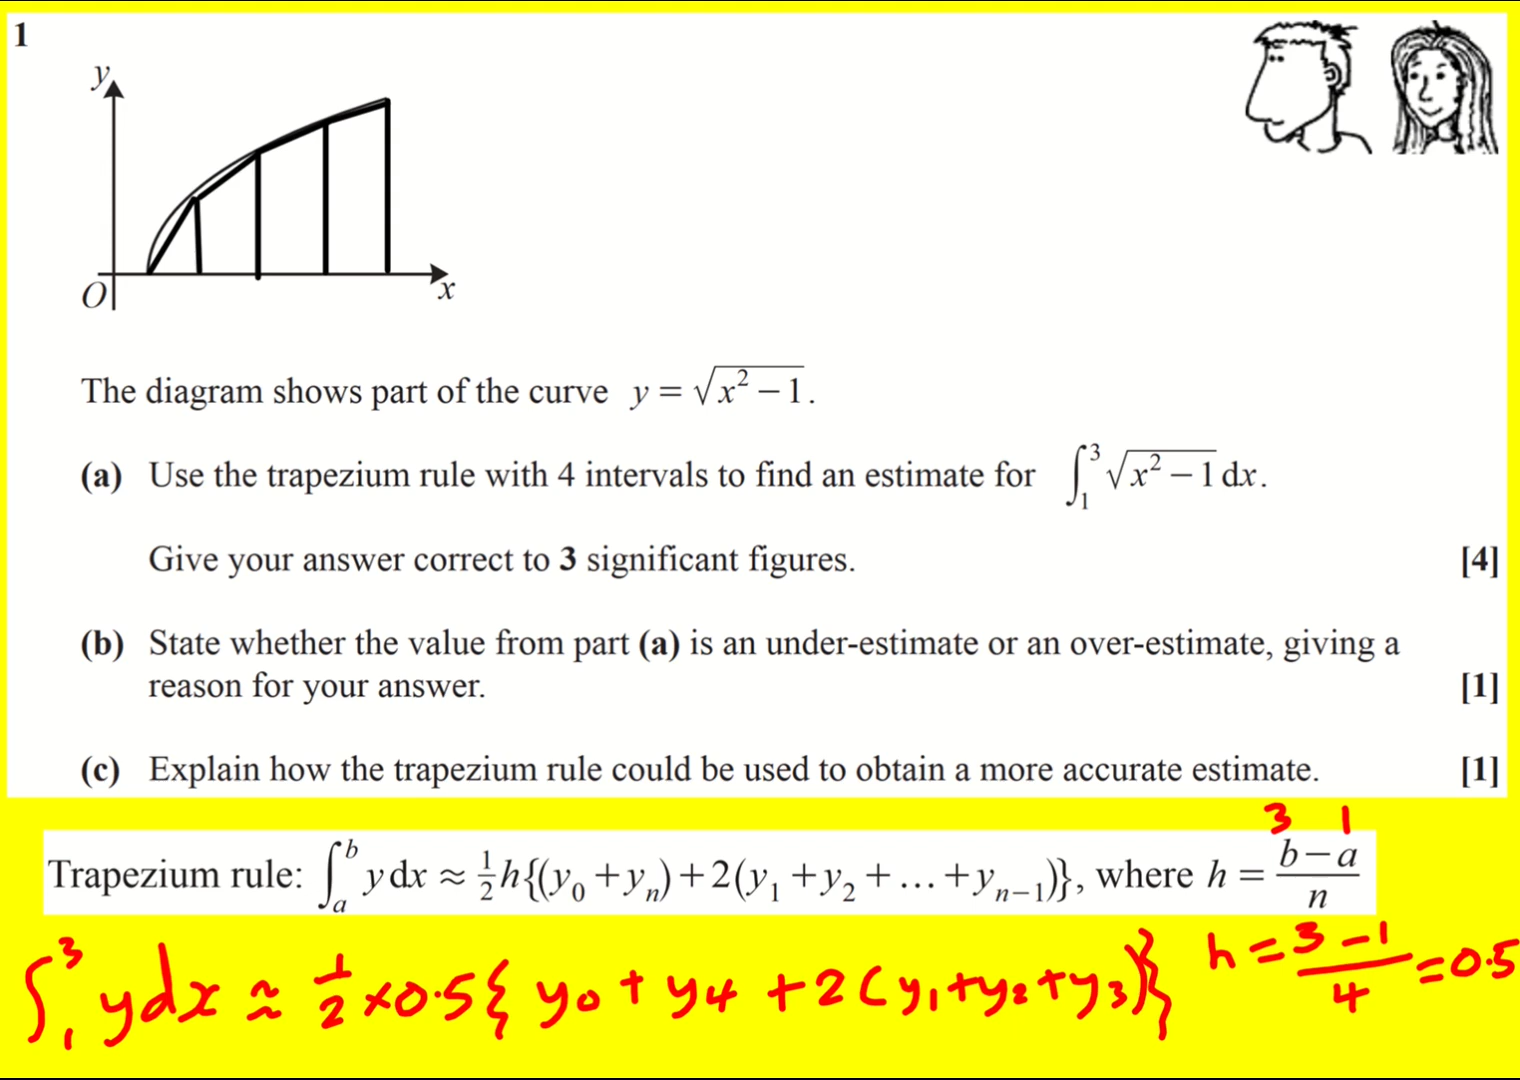 1
y
O
x
The diagram shows part of the curve y = √(x² − 1).
(a) Use the trapezium rule with 4 intervals to find an estimate for ∫₁³ √(x² − 1) dx.
Give your answer correct to 3 significant figures. [4]
(b) State whether the value from part (a) is an under-estimate or an over-estimate, giving a
reason for your answer. [1]
(c) Explain how the trapezium rule could be used to obtain a more accurate estimate. [1]
3 1
Trapezium rule: ∫ₐᵇ y dx ≈ ½h{(y₀ + yₙ) + 2(y₁ + y₂ + … + yₙ₋₁)}, where h = (b − a)/n
∫₁³ ydx ≈ ½ × 0.5{ y₀ + y₄ + 2(y₁+y₂+y₃)} h = (3 − 1)/4 = 0.5